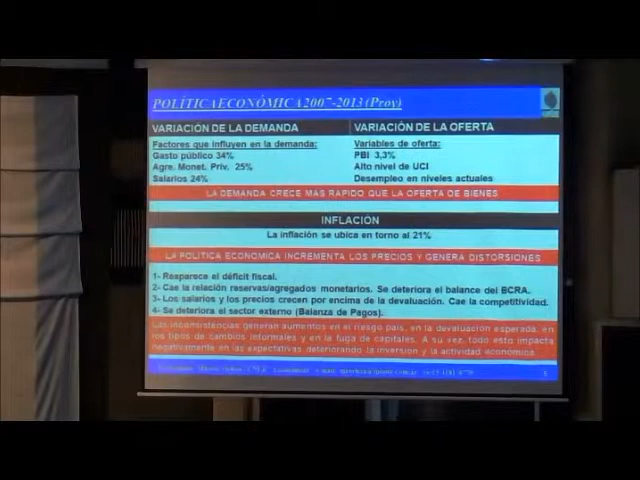 POLÍTICA ECONÓMICA 2007-2013 (Proy)
VARIACIÓN DE LA DEMANDA
Factores que influyen en la demanda:
Gasto público 34%
Agre. Monet. Priv. 25%
Salarios 24%
VARIACIÓN DE LA OFERTA
Variables de oferta:
PBI 3,3%
Alto nivel de UCI
Desempleo en niveles actuales
LA DEMANDA CRECE MAS RAPIDO QUE LA OFERTA DE BIENES
INFLACIÓN
La inflación se ubica en torno al 21%
LA POLITICA ECONOMICA INCREMENTA LOS PRECIOS Y GENERA DISTORSIONES
1- Reaparece el déficit fiscal.
2- Cae la relación reservas/agregados monetarios. Se deteriora el balance del BCRA.
3- Los salarios y los precios crecen por encima de la devaluación. Cae la competitividad.
4- Se deteriora el sector externo (Balanza de Pagos).
Las inconsistencias generan aumentos en el riesgo país, en la devaluación esperada, en
los tipos de cambios informales y en la fuga de capitales. A su vez, todo esto impacta
negativamente en las expectativas deteriorando la inversión y la actividad económica.